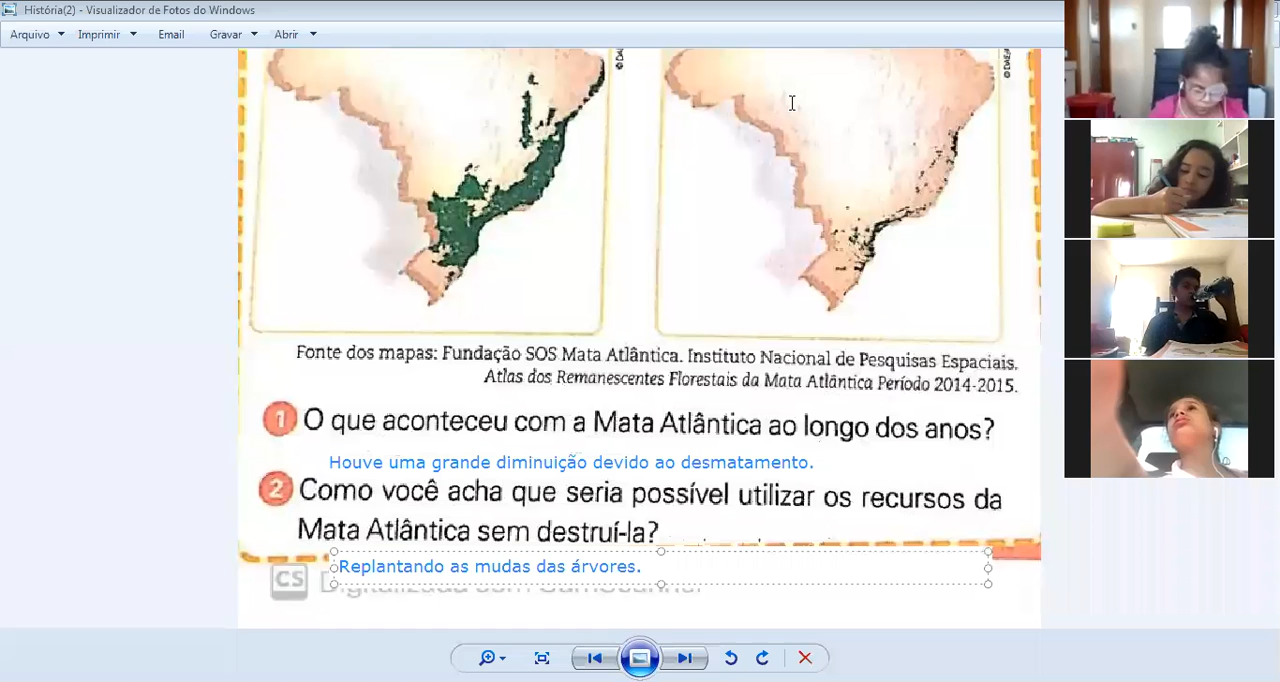 História(2) - Visualizador de Fotos do Windows
Arquivo Imprimir Email Gravar Abrir
Fonte dos mapas: Fundação SOS Mata Atlântica. Instituto Nacional de Pesquisas Espaciais.
Atlas dos Remanescentes Florestais da Mata Atlântica Período 2014-2015.
1 O que aconteceu com a Mata Atlântica ao longo dos anos?
Houve uma grande diminuição devido ao desmatamento.
2 Como você acha que seria possível utilizar os recursos da
Mata Atlântica sem destruí-la?
Replantando as mudas das árvores.
CS